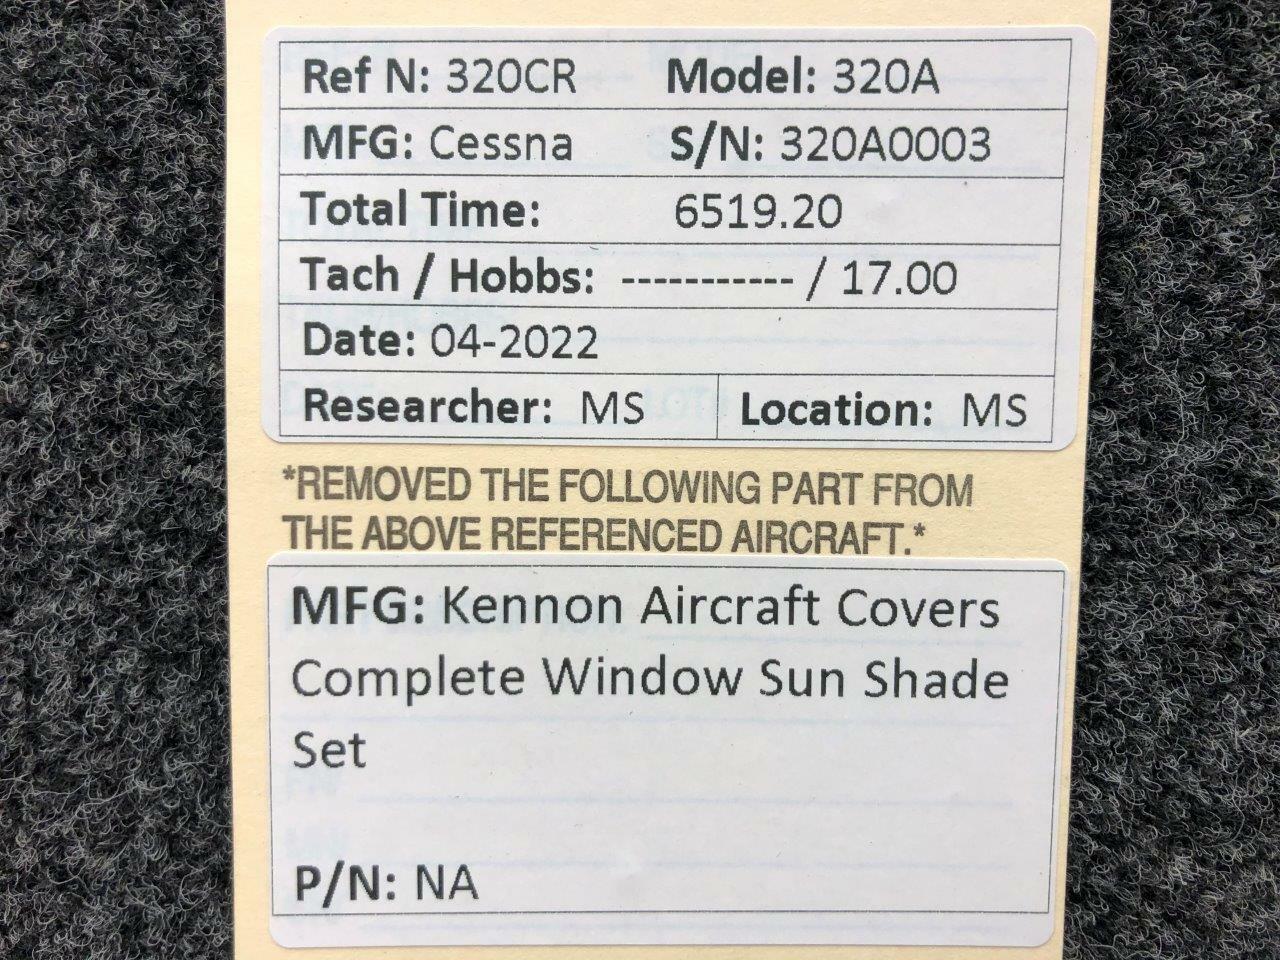 Ref N: 320CR Model: 320A
MFG: Cessna S/N: 320A0003
Total Time: 6519.20
Tach / Hobbs: ----------- / 17.00
Date: 04-2022
Researcher: MS Location: MS
*REMOVED THE FOLLOWING PART FROM
THE ABOVE REFERENCED AIRCRAFT.*
MFG: Kennon Aircraft Covers
Complete Window Sun Shade
Set
P/N: NA